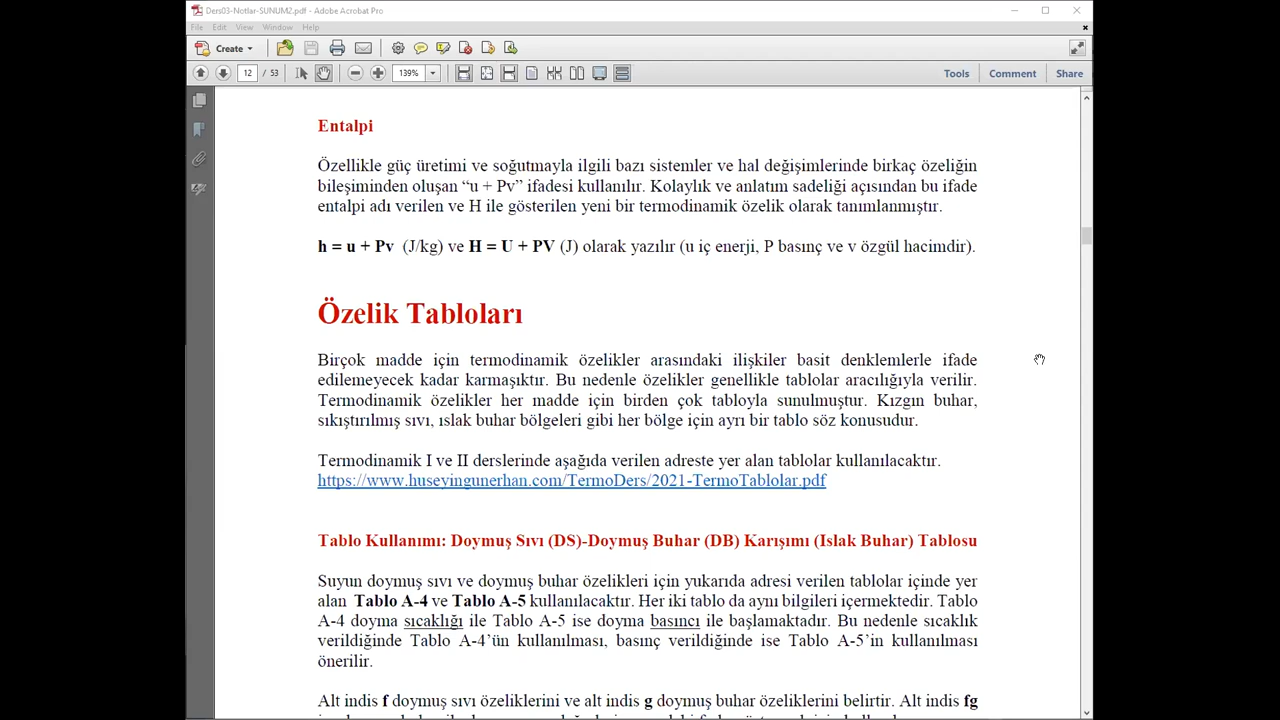 Ders03-Notlar-SUNUM2.pdf - Adobe Acrobat Pro
File Edit View Window Help
Create
12 / 53 139% Tools Comment Share
Entalpi
Özellikle güç üretimi ve soğutmayla ilgili bazı sistemler ve hal değişimlerinde birkaç özeliğin
bileşiminden oluşan “u + Pv” ifadesi kullanılır. Kolaylık ve anlatım sadeliği açısından bu ifade
entalpi adı verilen ve H ile gösterilen yeni bir termodinamik özelik olarak tanımlanmıştır.
h = u + Pv (J/kg) ve H = U + PV (J) olarak yazılır (u iç enerji, P basınç ve v özgül hacimdir).
Özelik Tabloları
Birçok madde için termodinamik özelikler arasındaki ilişkiler basit denklemlerle ifade
edilemeyecek kadar karmaşıktır. Bu nedenle özelikler genellikle tablolar aracılığıyla verilir.
Termodinamik özelikler her madde için birden çok tabloyla sunulmuştur. Kızgın buhar,
sıkıştırılmış sıvı, ıslak buhar bölgeleri gibi her bölge için ayrı bir tablo söz konusudur.
Termodinamik I ve II derslerinde aşağıda verilen adreste yer alan tablolar kullanılacaktır.
https://www.huseyingunerhan.com/TermoDers/2021-TermoTablolar.pdf
Tablo Kullanımı: Doymuş Sıvı (DS)-Doymuş Buhar (DB) Karışımı (Islak Buhar) Tablosu
Suyun doymuş sıvı ve doymuş buhar özelikleri için yukarıda adresi verilen tablolar içinde yer
alan Tablo A-4 ve Tablo A-5 kullanılacaktır. Her iki tablo da aynı bilgileri içermektedir. Tablo
A-4 doyma sıcaklığı ile Tablo A-5 ise doyma basıncı ile başlamaktadır. Bu nedenle sıcaklık
verildiğinde Tablo A-4’ün kullanılması, basınç verildiğinde ise Tablo A-5’in kullanılması
önerilir.
Alt indis f doymuş sıvı özeliklerini ve alt indis g doymuş buhar özeliklerini belirtir. Alt indis fg